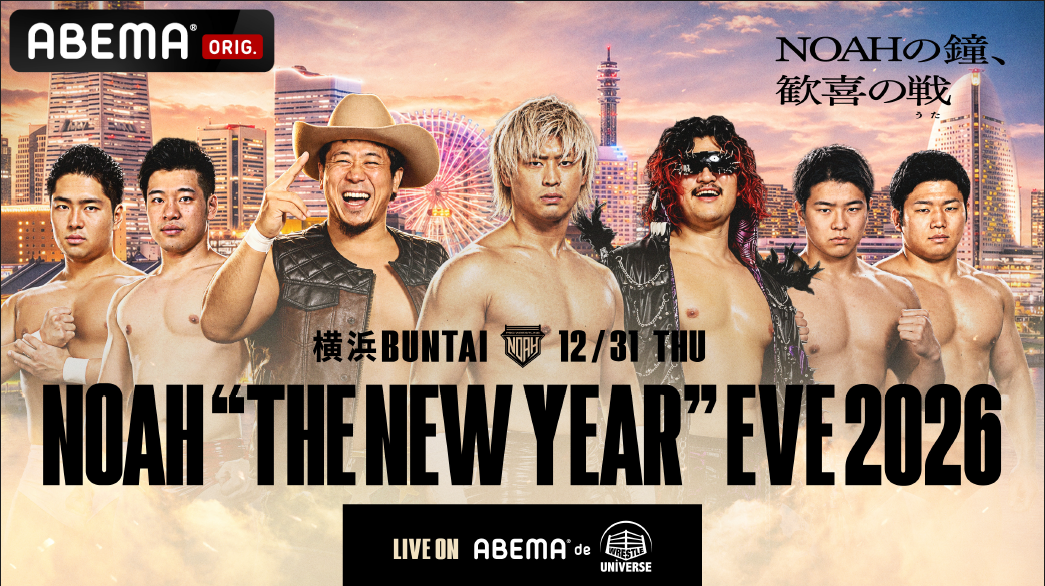 ABEMA® ORIG.
NOAHの鐘、
歓喜の戦
うた
横浜BUNTAI NOAH 12/31 THU
NOAH “THE NEW YEAR” EVE 2026
LIVE ON ABEMA® de WRESTLE UNIVERSE